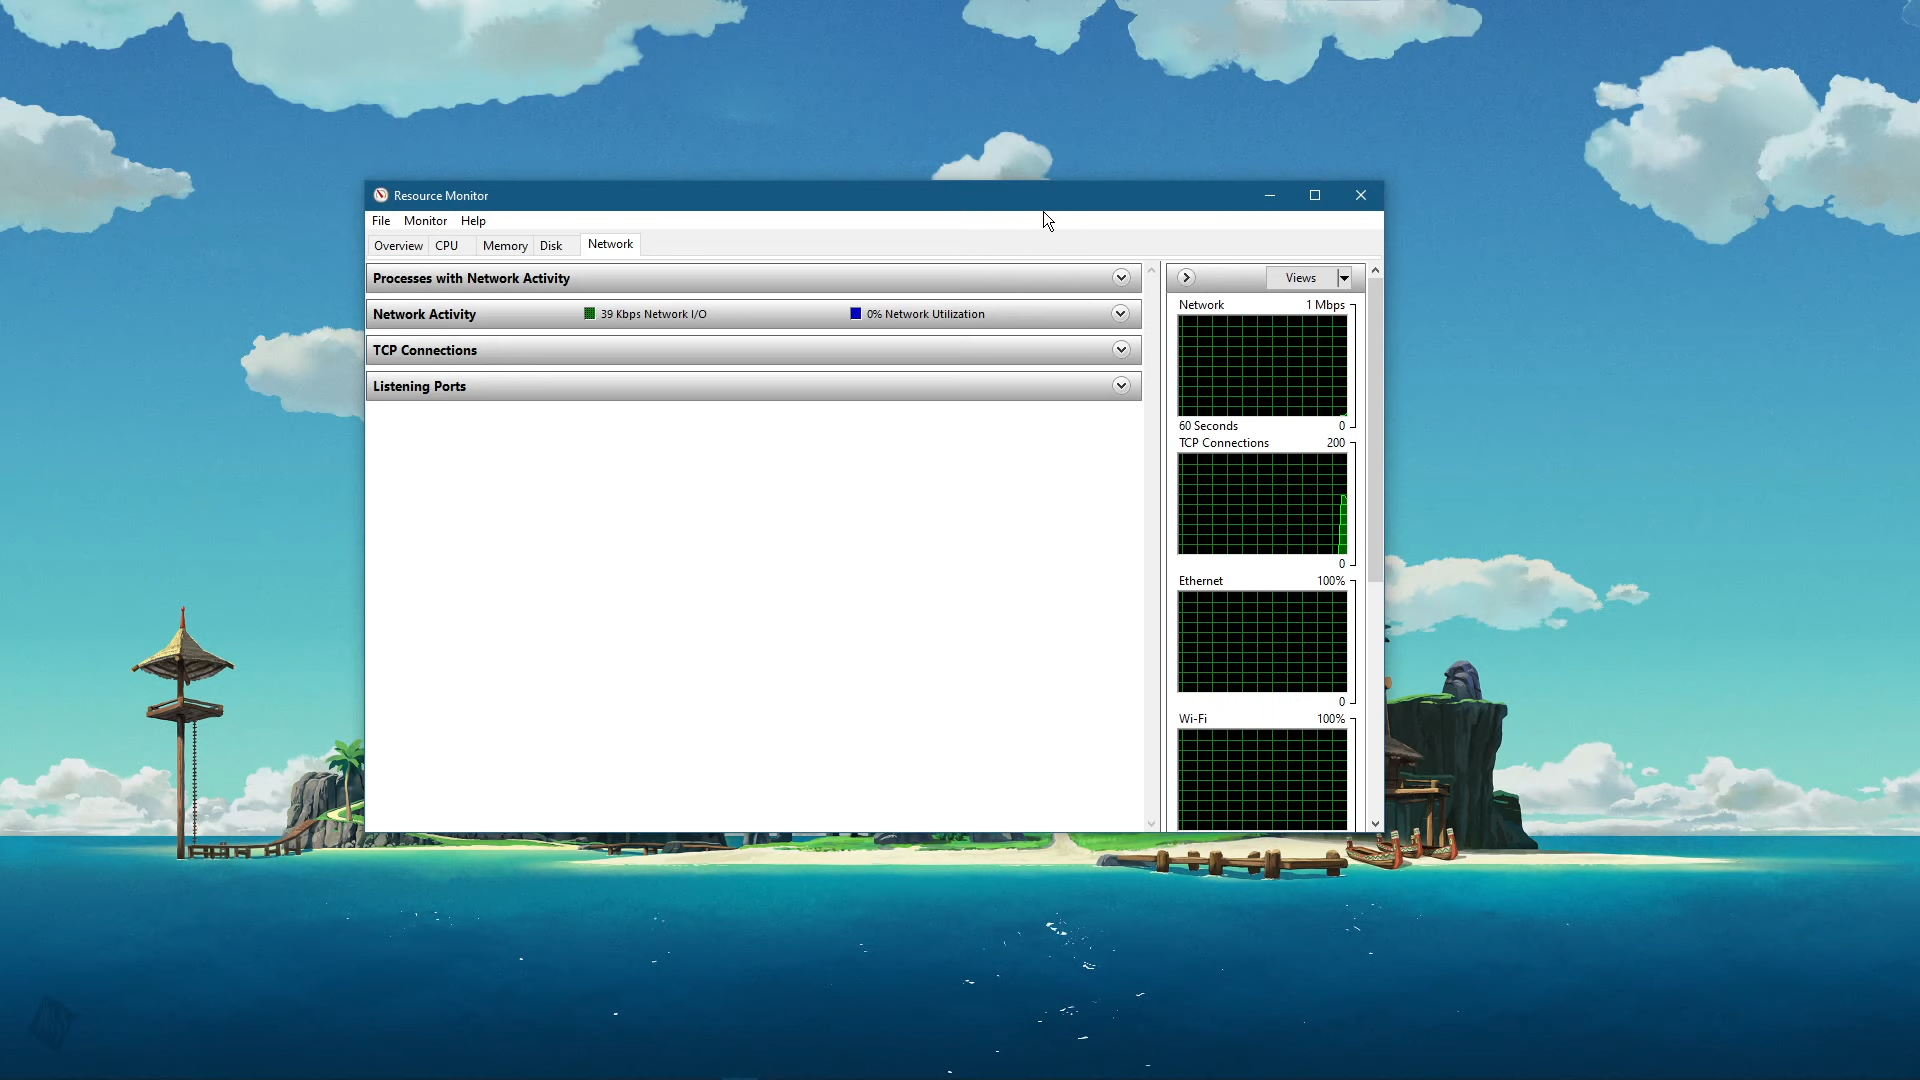 Resource Monitor
File Monitor Help
Overview CPU Memory Disk Network
Processes with Network Activity
Network Activity 39 Kbps Network I/O 0% Network Utilization
TCP Connections
Listening Ports
Views
Network 1 Mbps
60 Seconds 0
TCP Connections 200
0
Ethernet 100%
0
Wi-Fi 100%